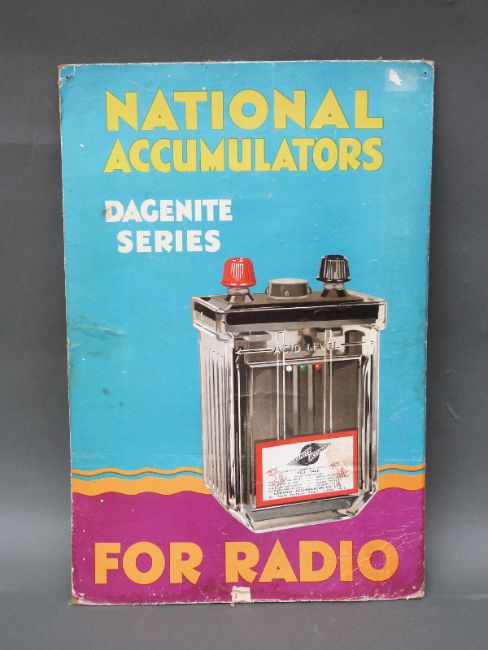 NATIONAL
ACCUMULATORS
DAGENITE
SERIES
ACID LEVEL
FOR RADIO